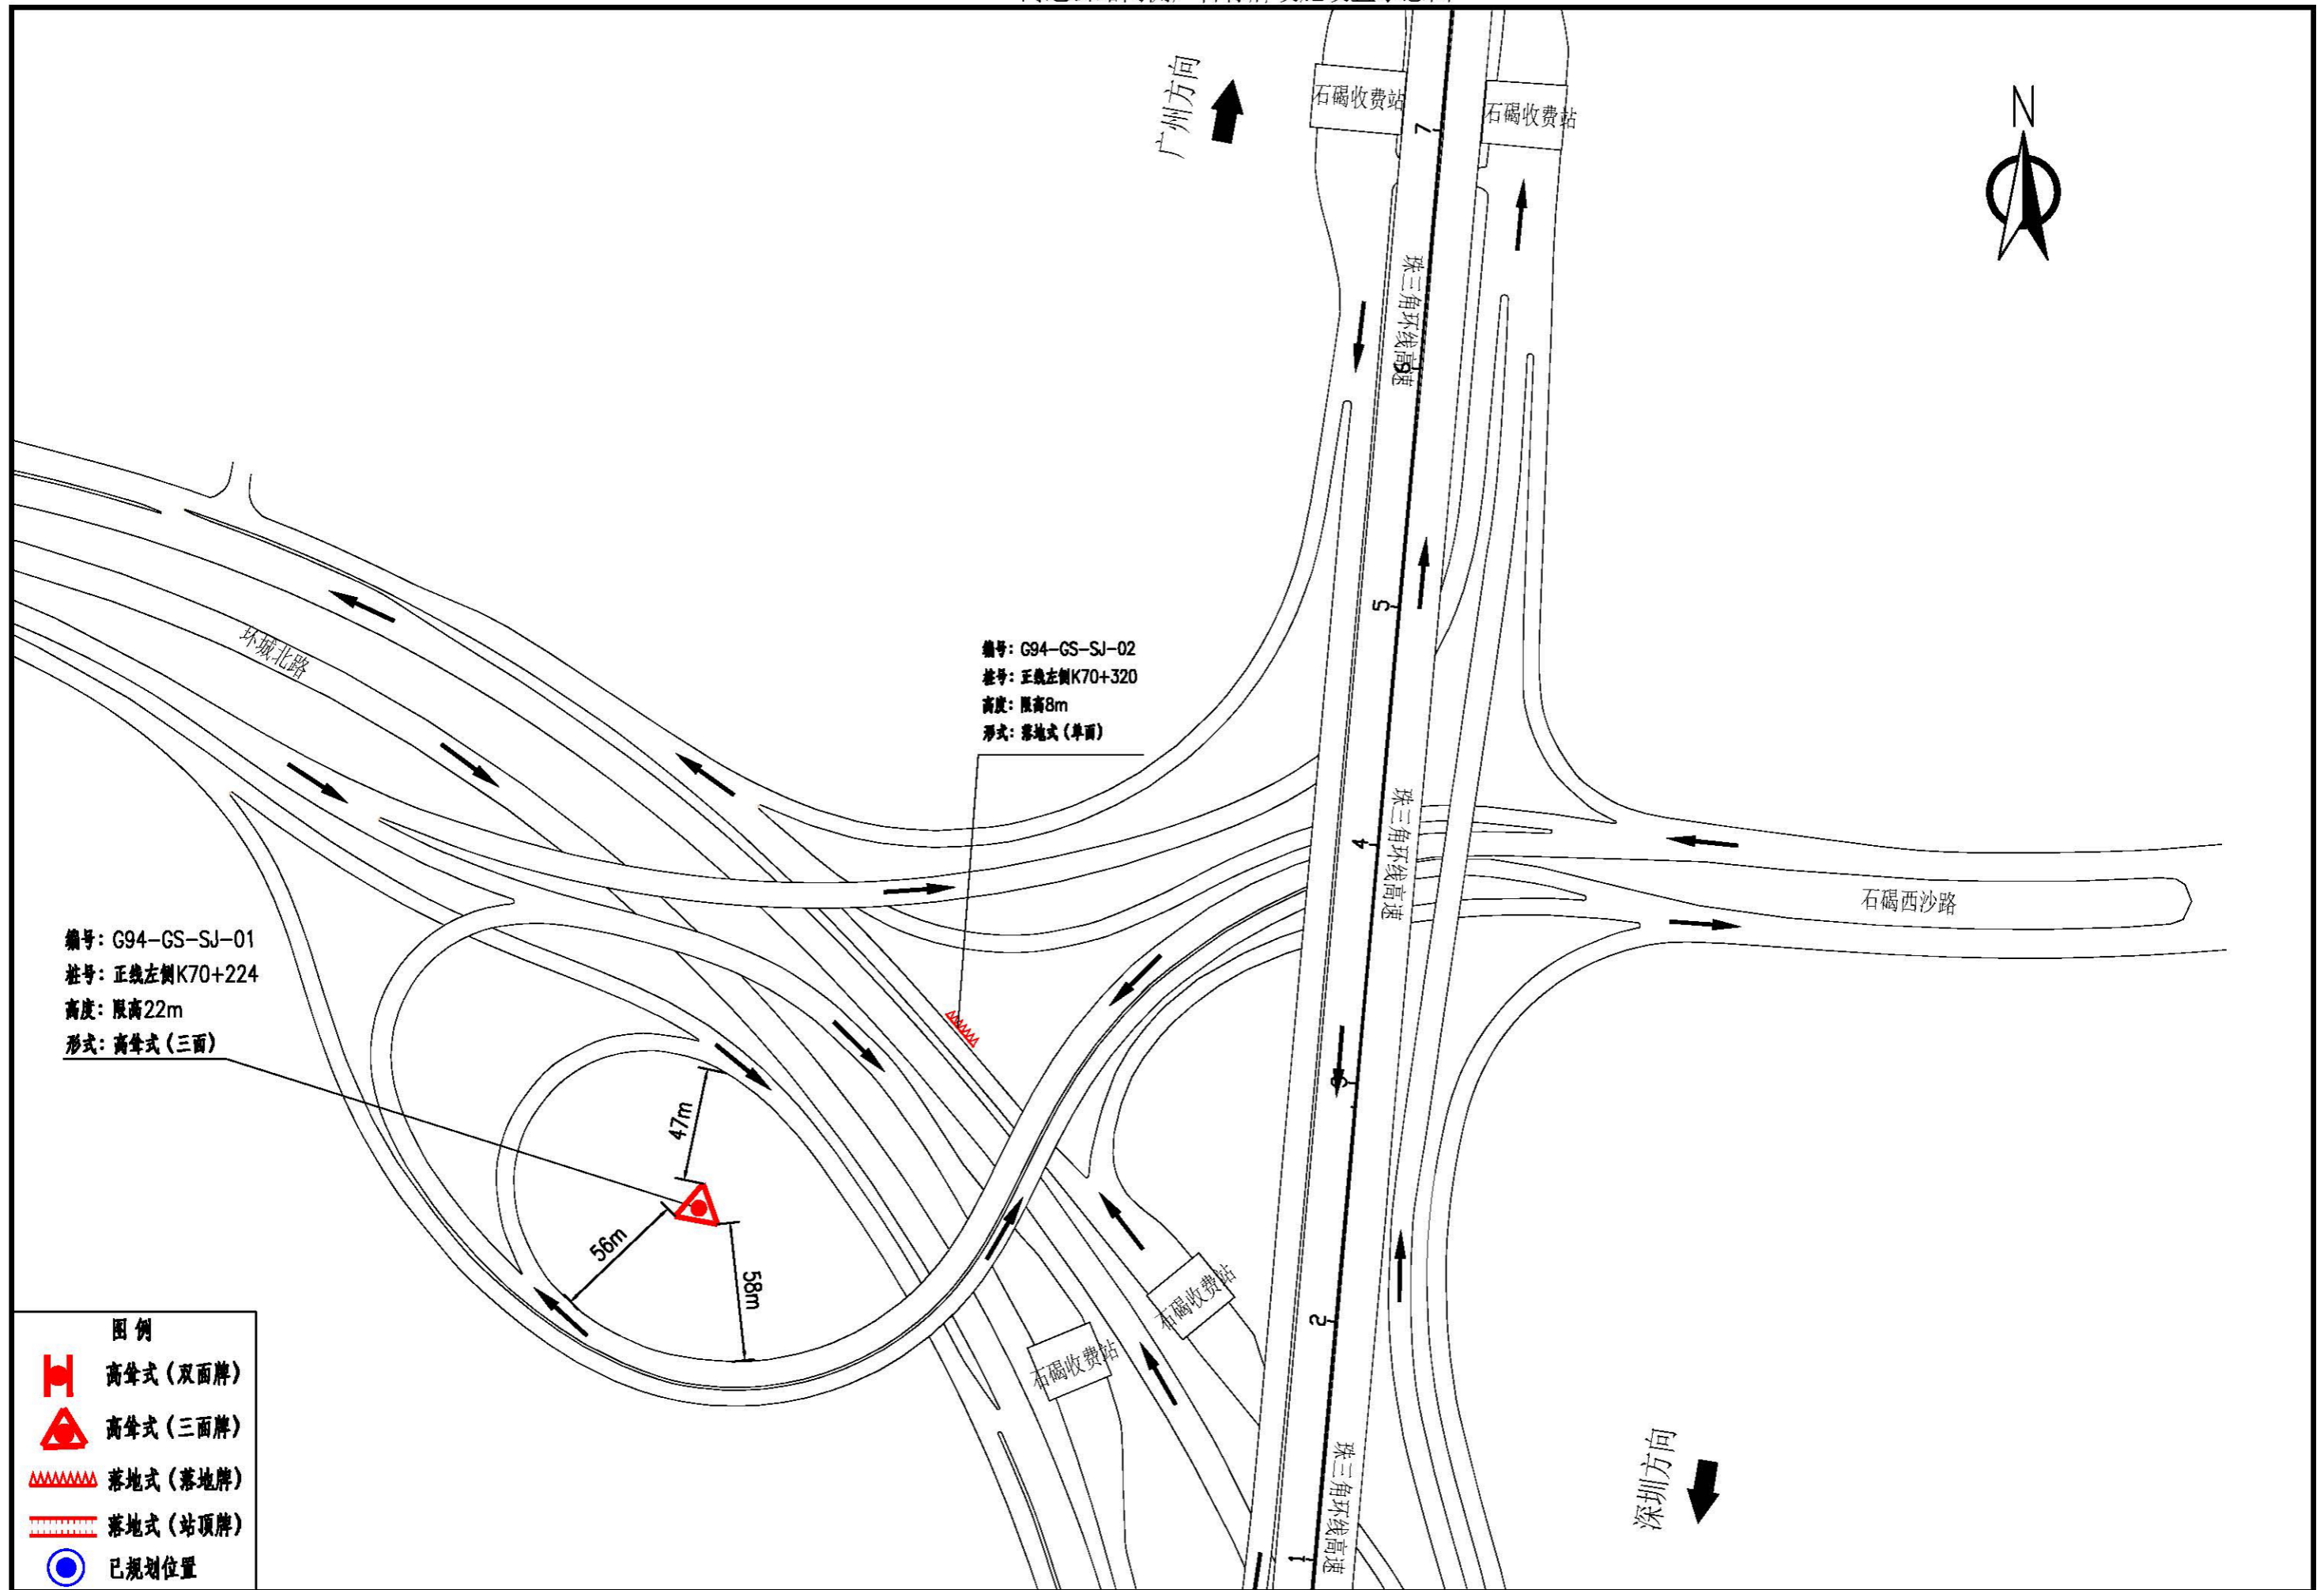 广州方向
石碣收费站
石碣收费站
N
7
珠三角环线高速
6
环城北路
编号：G94-GS-SJ-02
桩号：正线左侧K70+320
高度：限高8m
形式：落地式（单面）
5
珠三角环线高速
4
石碣西沙路
编号：G94-GS-SJ-01
桩号：正线左侧K70+224
高度：限高22m
形式：高耸式（三面）
47m
3
56m
58m
石碣收费站
石碣收费站
2
珠三角环线高速
1
深圳方向
图例
高耸式（双面牌）
高耸式（三面牌）
落地式（落地牌）
落地式（站顶牌）
已规划位置